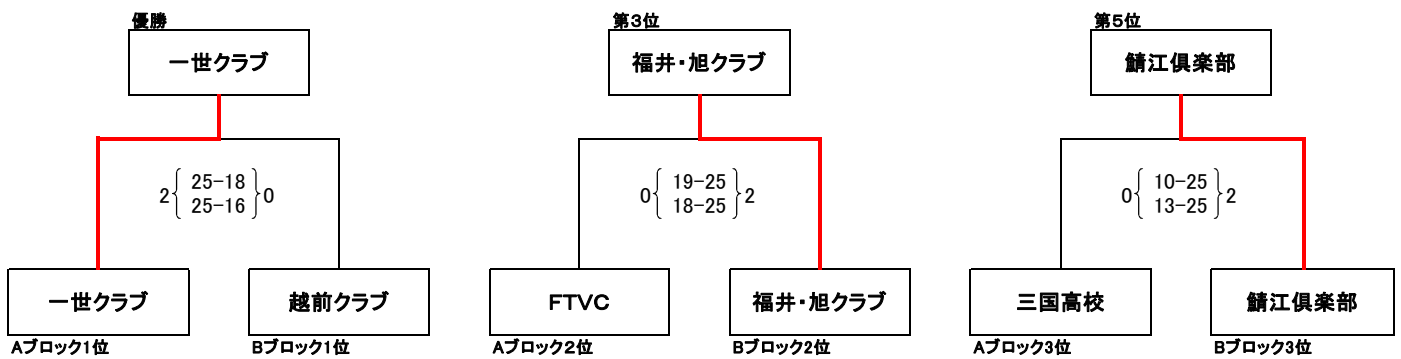 優勝
一世クラブ
2 25-18 0
25-16
一世クラブ
越前クラブ
Aブロック1位
Bブロック1位
第3位
福井・旭クラブ
0 19-25 2
18-25
FTVC
福井・旭クラブ
Aブロック2位
Bブロック2位
第5位
鯖江倶楽部
0 10-25 2
13-25
三国高校
鯖江倶楽部
Aブロック3位
Bブロック3位